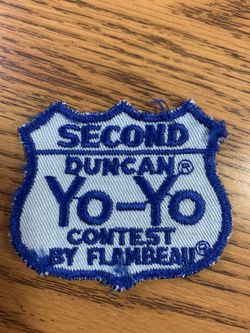 SECOND
DUNCAN®
Yo-Yo
CONTEST
BY FLAMBEAU®